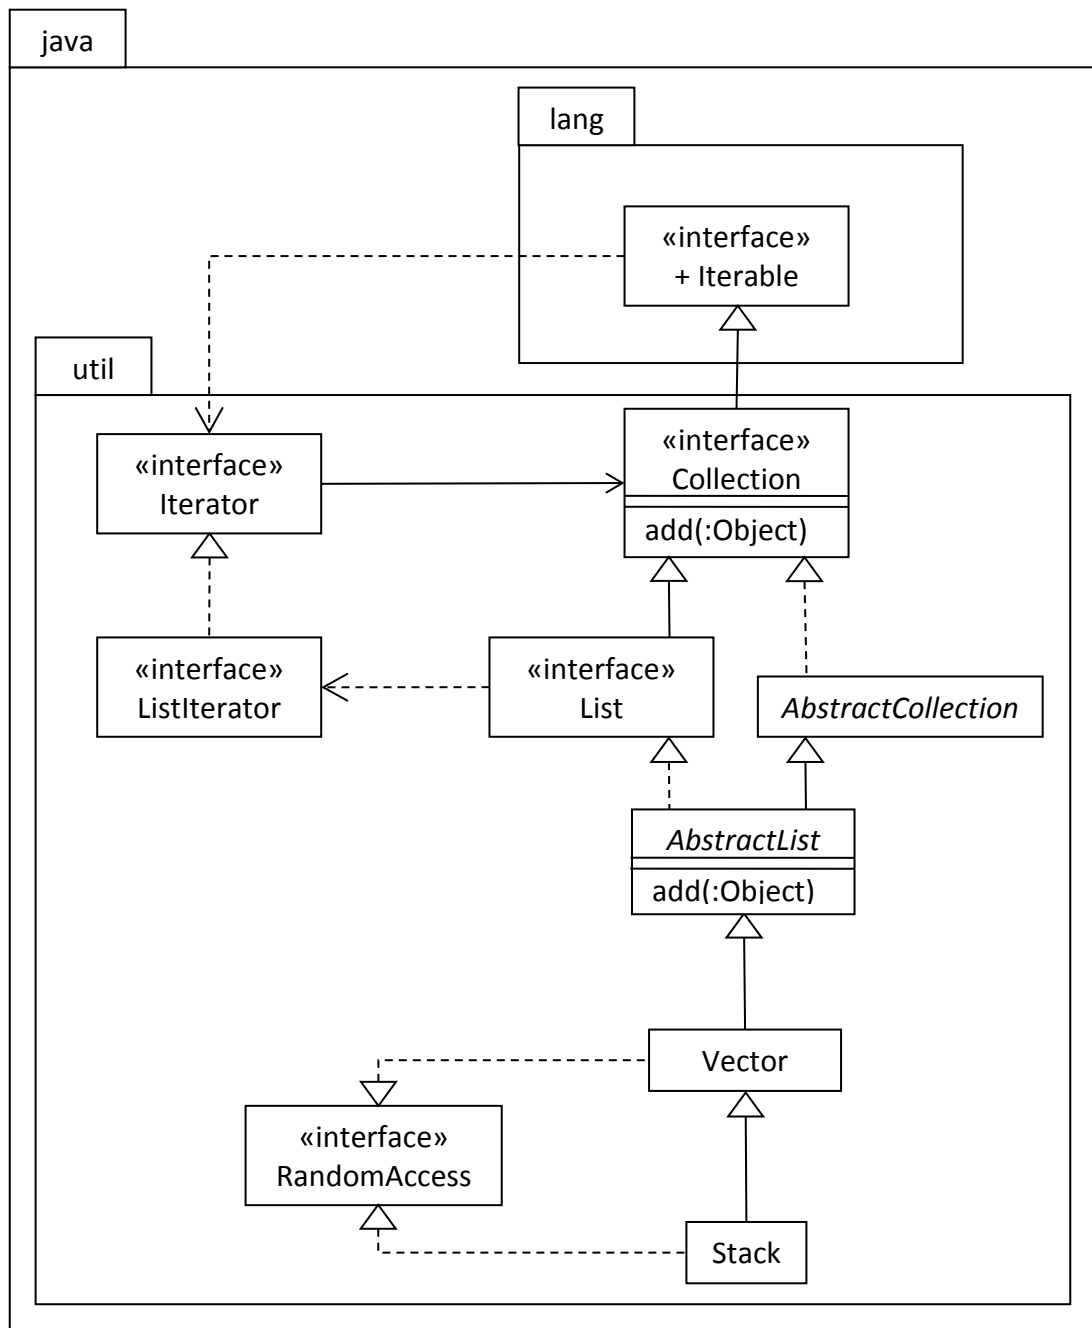 java
lang
«interface»
+ Iterable
util
«interface»
Iterator
«interface»
Collection
add(:Object)
«interface»
ListIterator
«interface»
List
AbstractCollection
AbstractList
add(:Object)
Vector
«interface»
RandomAccess
Stack